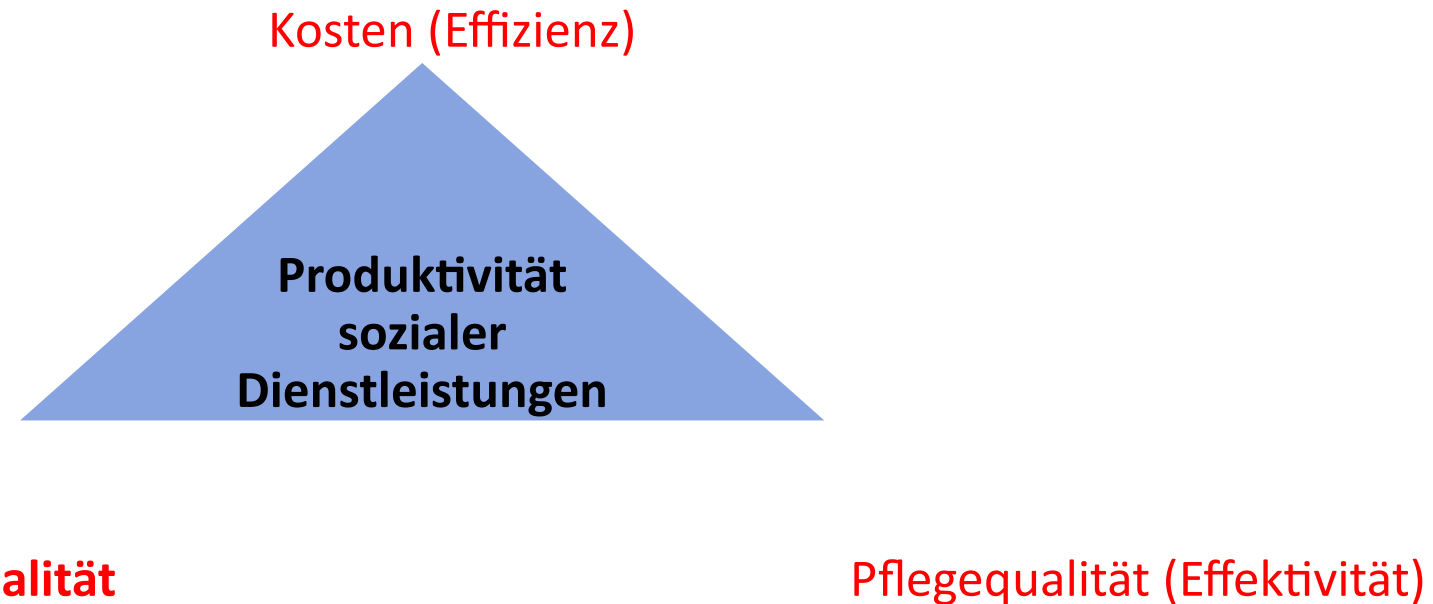 Kosten (Effizienz)
Produktivität
sozialer
Dienstleistungen
alität
Pflegequalität (Effektivität)